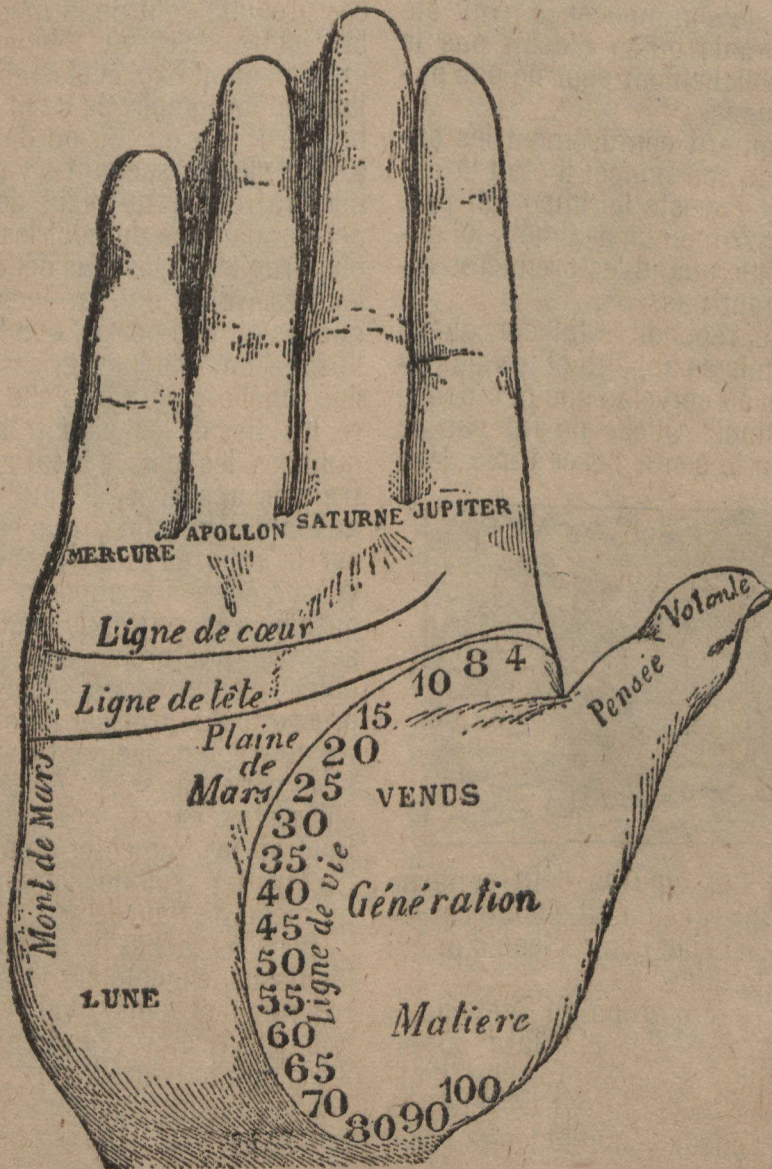 MERCURE
APOLLON
SATURNE
JUPITER
Ligne de cœur
Ligne de tête
Volonte
Pensée
4
8
10
15
20
25
30
35
40
45
50
55
60
65
70
80
90
100
Plaine
de
Mars
VENUS
Mont de Mars
Ligne de vie
Génération
LUNE
Matiere